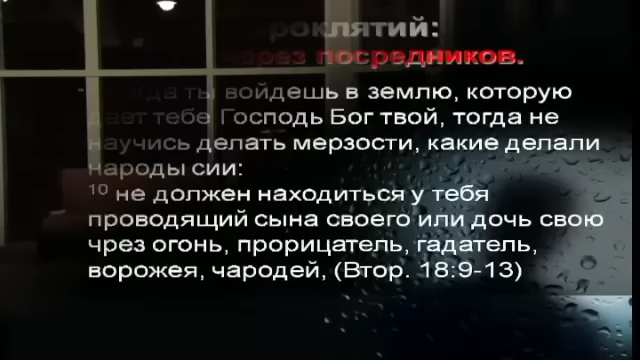 роклятий:
через посредников.
да ты войдешь в землю, которую
дает тебе Господь Бог твой, тогда не
научись делать мерзости, какие делали
народы сии:
10 не должен находиться у тебя
проводящий сына своего или дочь свою
чрез огонь, прорицатель, гадатель,
ворожея, чародей, (Втор. 18:9-13)